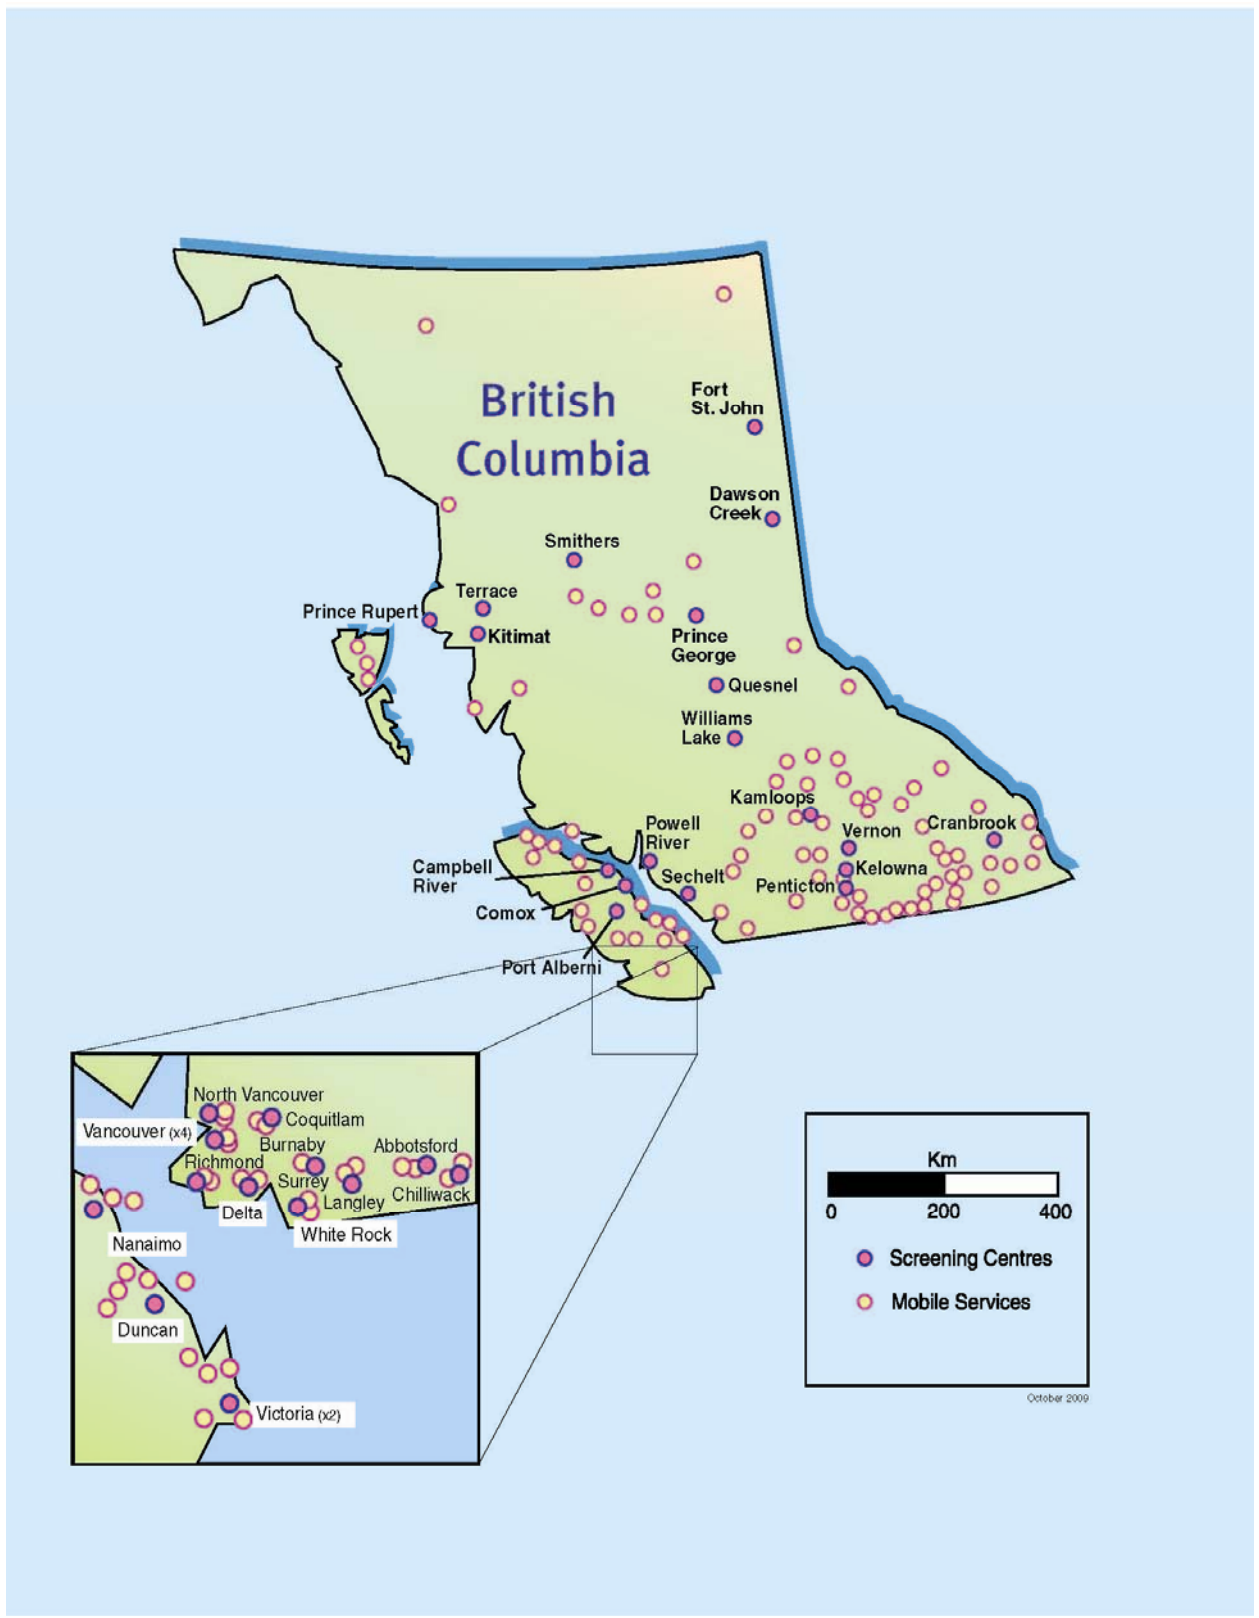 British
Columbia
Fort
St. John
Dawson
Creek
Smithers
Terrace
Prince Rupert
Kitimat
Prince
George
Quesnel
Williams
Lake
Kamloops
Vernon
Cranbrook
Kelowna
Penticton
Powell
River
Sechelt
Campbell
River
Comox
Port Alberni
North Vancouver
Coquitlam
Vancouver (x4)
Burnaby
Abbotsford
Richmond
Surrey
Langley
Chilliwack
Delta
White Rock
Nanaimo
Duncan
Victoria (x2)
Km
0 200 400
Screening Centres
Mobile Services
October 2009